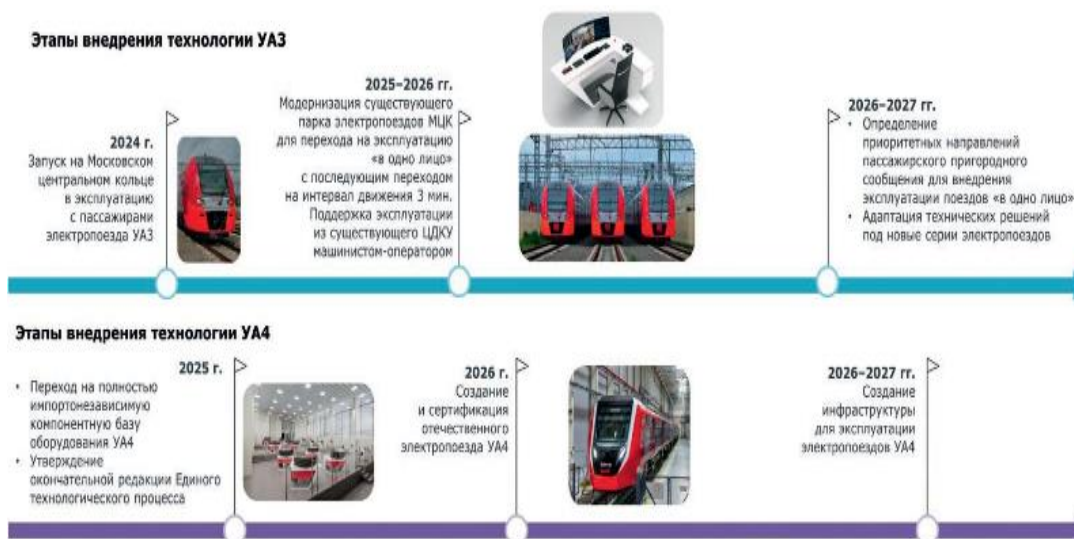 Этапы внедрения технологии УАЗ
2024 г.
Запуск на Московском
центральном кольце
в эксплуатацию
с пассажирами
электропоезда УАЗ
2025–2026 гг.
Модернизация существующего
парка электропоездов МЦК
для перехода на эксплуатацию
«в одно лицо»
с последующим переходом
на интервал движения 3 мин.
Поддержка эксплуатации
из существующего ЦДКУ
машинистом-оператором
2026–2027 гг.
• Определение
приоритетных направлений
пассажирского пригородного
сообщения для внедрения
эксплуатации поездов «в одно лицо»
• Адаптация технических решений
под новые серии электропоездов
Этапы внедрения технологии УА4
2025 г.
• Переход на полностью
импортонезависимую
компонентную базу
оборудования УА4
• Утверждение
окончательной редакции Единого
технологического процесса
2026 г.
Создание
и сертификация
отечественного
электропоезда УА4
2026–2027 гг.
Создание
инфраструктуры
для эксплуатации
электропоездов УА4